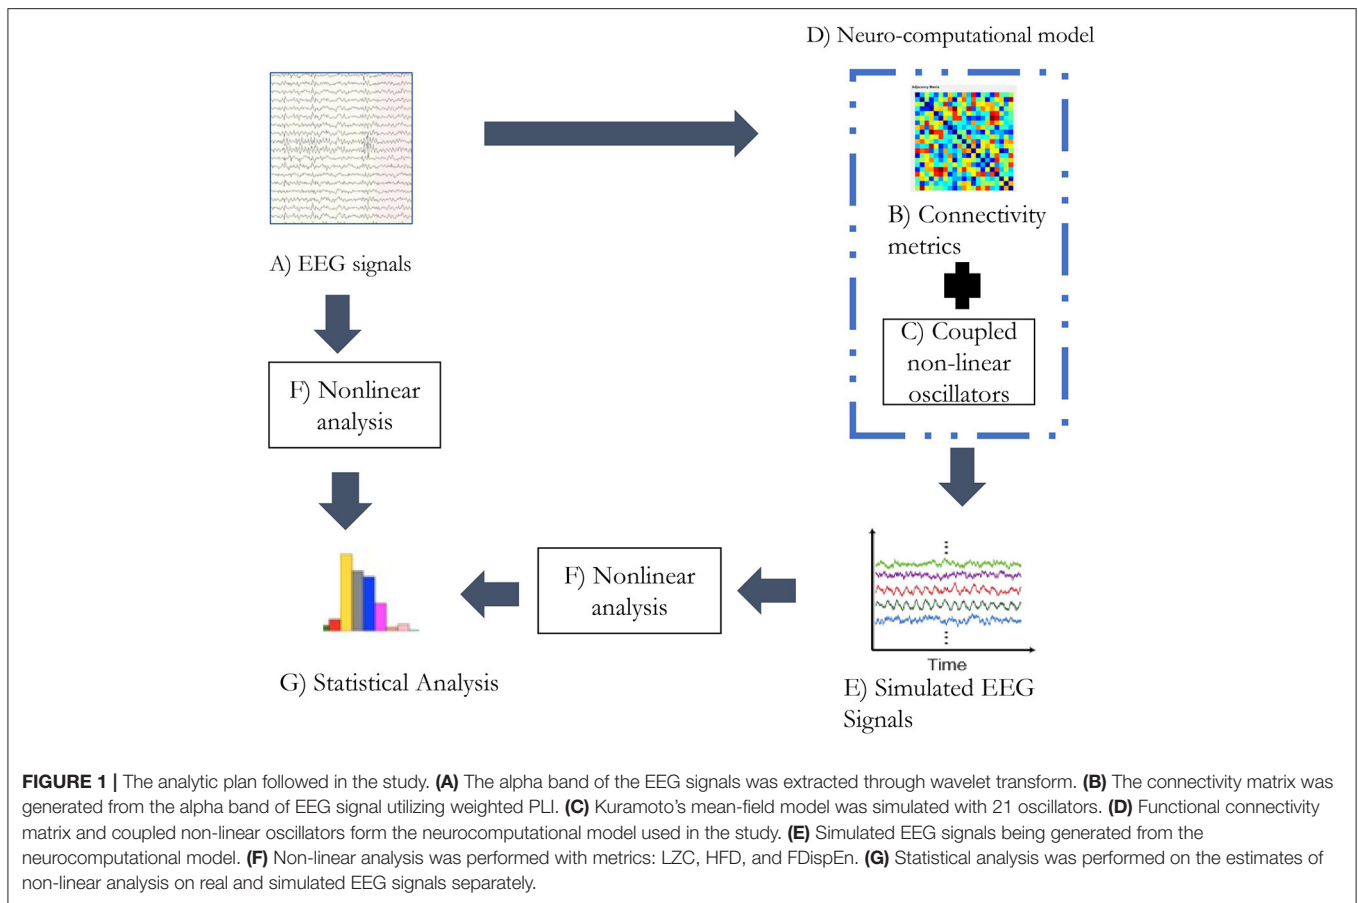 D) Neuro-computational model
Adjacency Matrix
B) Connectivity
metrics
A) EEG signals
C) Coupled
non-linear
oscillators
F) Nonlinear
analysis
F) Nonlinear
analysis
Time
G) Statistical Analysis
E) Simulated EEG
Signals
FIGURE 1 | The analytic plan followed in the study. (A) The alpha band of the EEG signals was extracted through wavelet transform. (B) The connectivity matrix was
generated from the alpha band of EEG signal utilizing weighted PLI. (C) Kuramoto's mean-field model was simulated with 21 oscillators. (D) Functional connectivity
matrix and coupled non-linear oscillators form the neurocomputational model used in the study. (E) Simulated EEG signals being generated from the
neurocomputational model. (F) Non-linear analysis was performed with metrics: LZC, HFD, and FDispEn. (G) Statistical analysis was performed on the estimates of
non-linear analysis on real and simulated EEG signals separately.